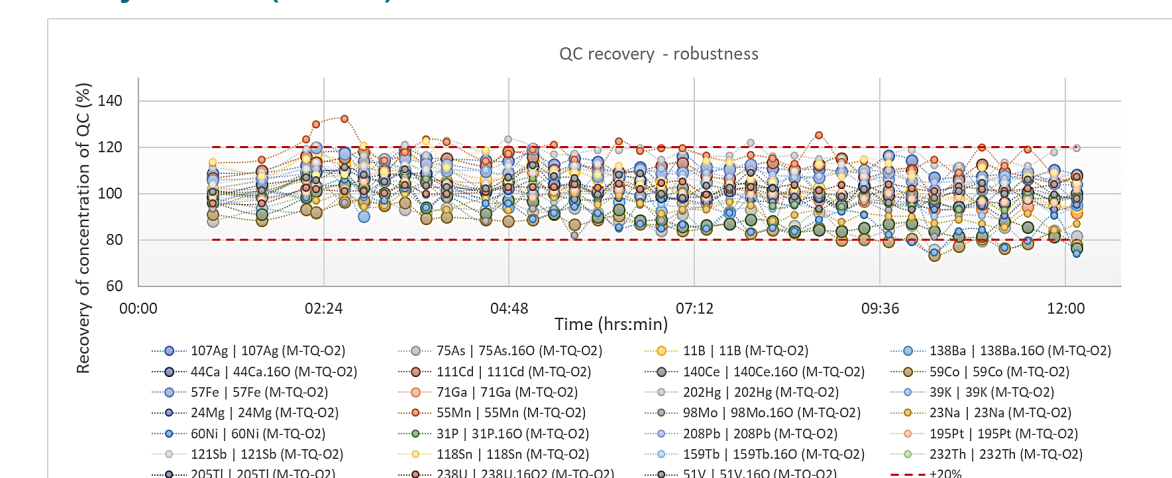 QC recovery - robustness
Recovery of concentration of QC (%)
140
120
100
80
60
00:00 02:24 04:48 07:12 09:36 12:00
Time (hrs:min)
107Ag | 107Ag (M-TQ-O2) 75As | 75As.16O (M-TQ-O2) 11B | 11B (M-TQ-O2) 138Ba | 138Ba.16O (M-TQ-O2)
44Ca | 44Ca.16O (M-TQ-O2) 111Cd | 111Cd (M-TQ-O2) 140Ce | 140Ce.16O (M-TQ-O2) 59Co | 59Co (M-TQ-O2)
57Fe | 57Fe (M-TQ-O2) 71Ga | 71Ga (M-TQ-O2) 202Hg | 202Hg (M-TQ-O2) 39K | 39K (M-TQ-O2)
24Mg | 24Mg (M-TQ-O2) 55Mn | 55Mn (M-TQ-O2) 98Mo | 98Mo.16O (M-TQ-O2) 23Na | 23Na (M-TQ-O2)
60Ni | 60Ni (M-TQ-O2) 31P | 31P.16O (M-TQ-O2) 208Pb | 208Pb (M-TQ-O2) 195Pt | 195Pt (M-TQ-O2)
121Sb | 121Sb (M-TQ-O2) 118Sn | 118Sn (M-TQ-O2) 159Tb | 159Tb.16O (M-TQ-O2) 232Th | 232Th (M-TQ-O2)
205Tl | 205Tl (M-TQ-O2) 238U | 238U.16O2 (M-TQ-O2) 51V | 51V.16O (M-TQ-O2) ±20%